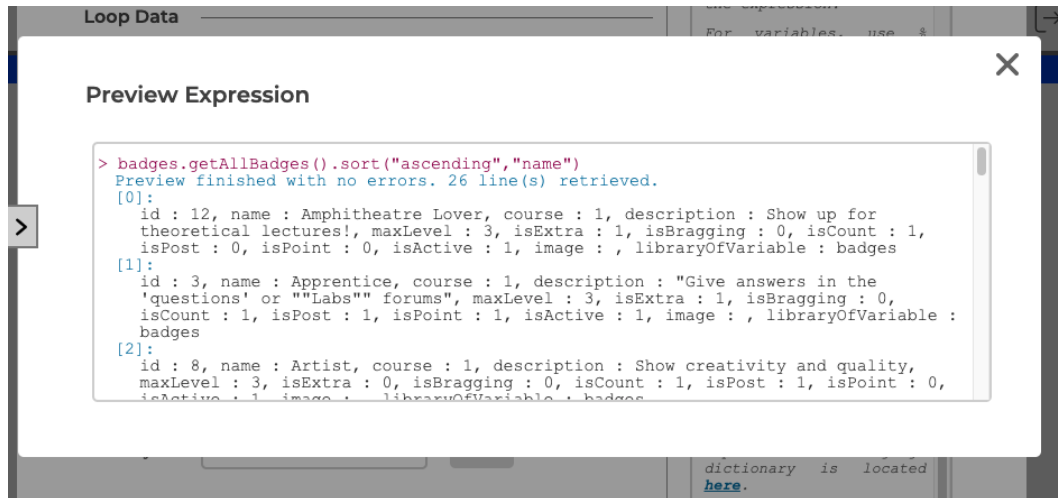 Loop Data
the expression.
For variables, use %
Preview Expression
> badges.getAllBadges().sort("ascending","name")
Preview finished with no errors. 26 line(s) retrieved.
[0]:
id : 12, name : Amphitheatre Lover, course : 1, description : Show up for
theoretical lectures!, maxLevel : 3, isExtra : 1, isBragging : 0, isCount : 1,
isPost : 0, isPoint : 0, isActive : 1, image : , libraryOfVariable : badges
[1]:
id : 3, name : Apprentice, course : 1, description : "Give answers in the
'questions' or ""Labs"" forums", maxLevel : 3, isExtra : 1, isBragging : 0,
isCount : 1, isPost : 1, isPoint : 1, isActive : 1, image : , libraryOfVariable :
badges
[2]:
id : 8, name : Artist, course : 1, description : Show creativity and quality,
maxLevel : 3, isExtra : 0, isBragging : 0, isCount : 1, isPost : 1, isPoint : 0,
isActive : 1, image : , libraryOfVariable : badges
dictionary is located
here.